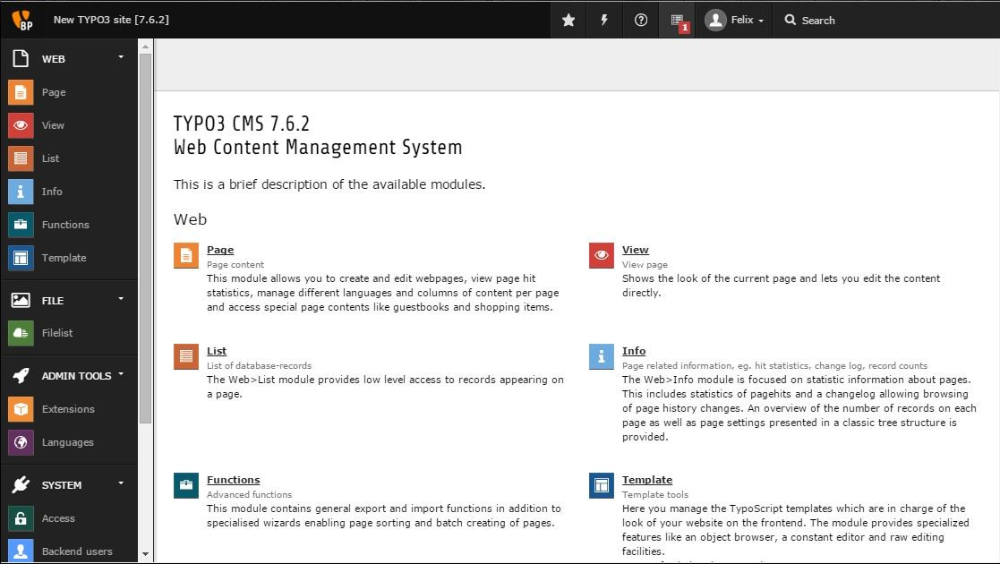 BP
New TYPO3 site [7.6.2]
1
Felix
Search
WEB
Page
View
List
Info
Functions
Template
FILE
Filelist
ADMIN TOOLS
Extensions
Languages
SYSTEM
Access
Backend users
TYPO3 CMS 7.6.2
Web Content Management System
This is a brief description of the available modules.
Web
Page
Page content
This module allows you to create and edit webpages, view page hit
statistics, manage different languages and columns of content per page
and access special page contents like guestbooks and shopping items.
View
View page
Shows the look of the current page and lets you edit the content
directly.
List
List of database-records
The Web>List module provides low level access to records appearing on
a page.
Info
Page related information, eg. hit statistics, change log, record counts
The Web>Info module is focused on statistic information about pages.
This includes statistics of pagehits and a changelog allowing browsing
of page history changes. An overview of the number of records on each
page as well as page settings presented in a classic tree structure is
provided.
Functions
Advanced functions
This module contains general export and import functions in addition to
specialised wizards enabling page sorting and batch creating of pages.
Template
Template tools
Here you manage the TypoScript templates which are in charge of the
look of your website on the frontend. The module provides specialized
features like an object browser, a constant editor and raw editing
facilities.